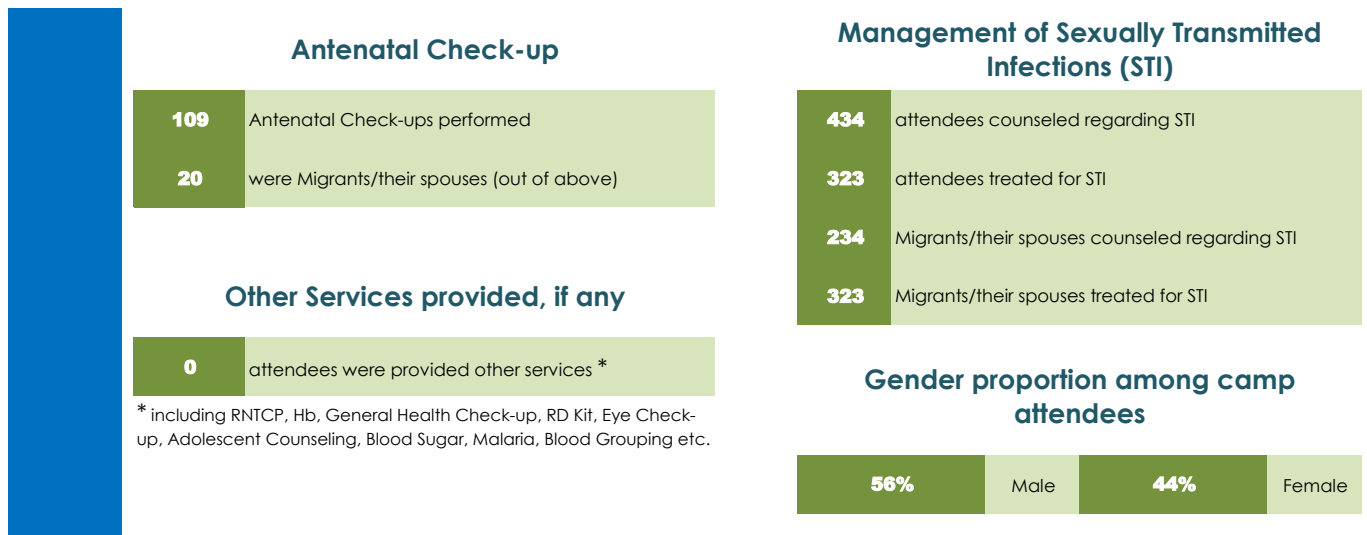 Antenatal Check-up
109 Antenatal Check-ups performed
20 were Migrants/their spouses (out of above)
Other Services provided, if any
0 attendees were provided other services *
* including RNTCP, Hb, General Health Check-up, RD Kit, Eye Check-
up, Adolescent Counseling, Blood Sugar, Malaria, Blood Grouping etc.
Management of Sexually Transmitted
Infections (STI)
434 attendees counseled regarding STI
323 attendees treated for STI
234 Migrants/their spouses counseled regarding STI
323 Migrants/their spouses treated for STI
Gender proportion among camp
attendees
56% Male 44% Female